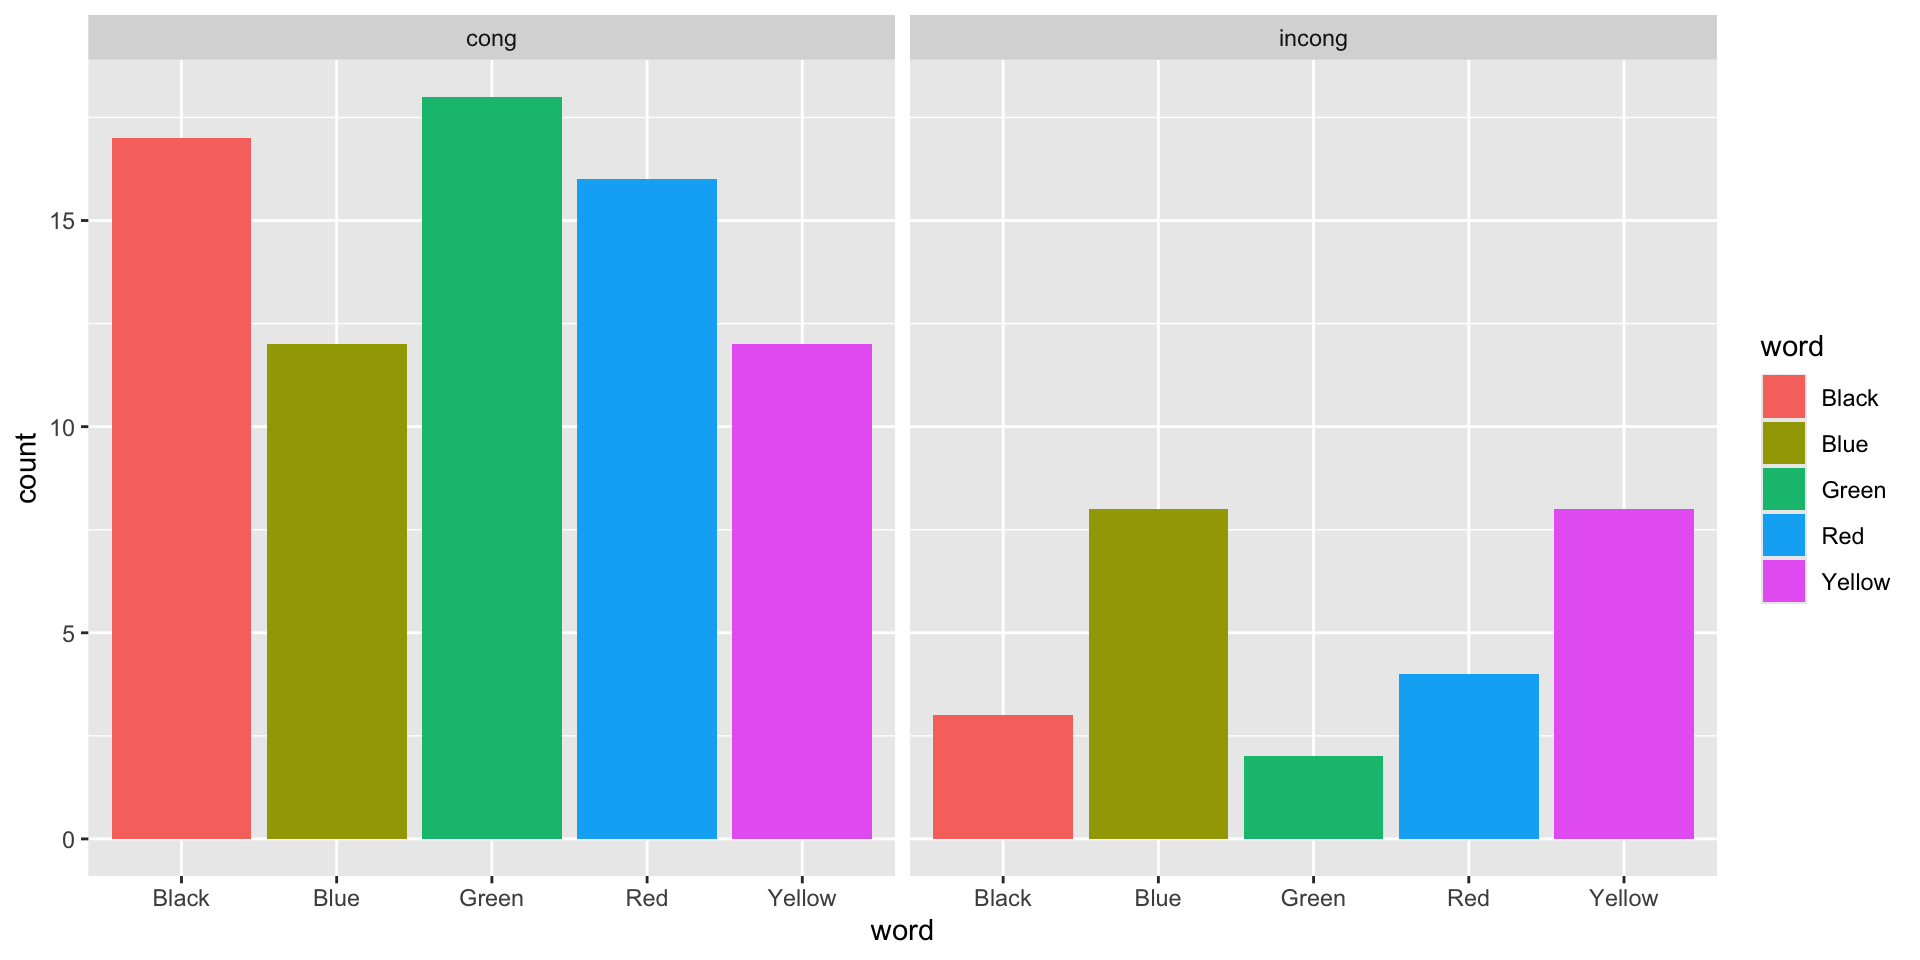 cong
incong
15
10
5
0
count
Black Blue Green Red Yellow
Black Blue Green Red Yellow
word
word
Black
Blue
Green
Red
Yellow